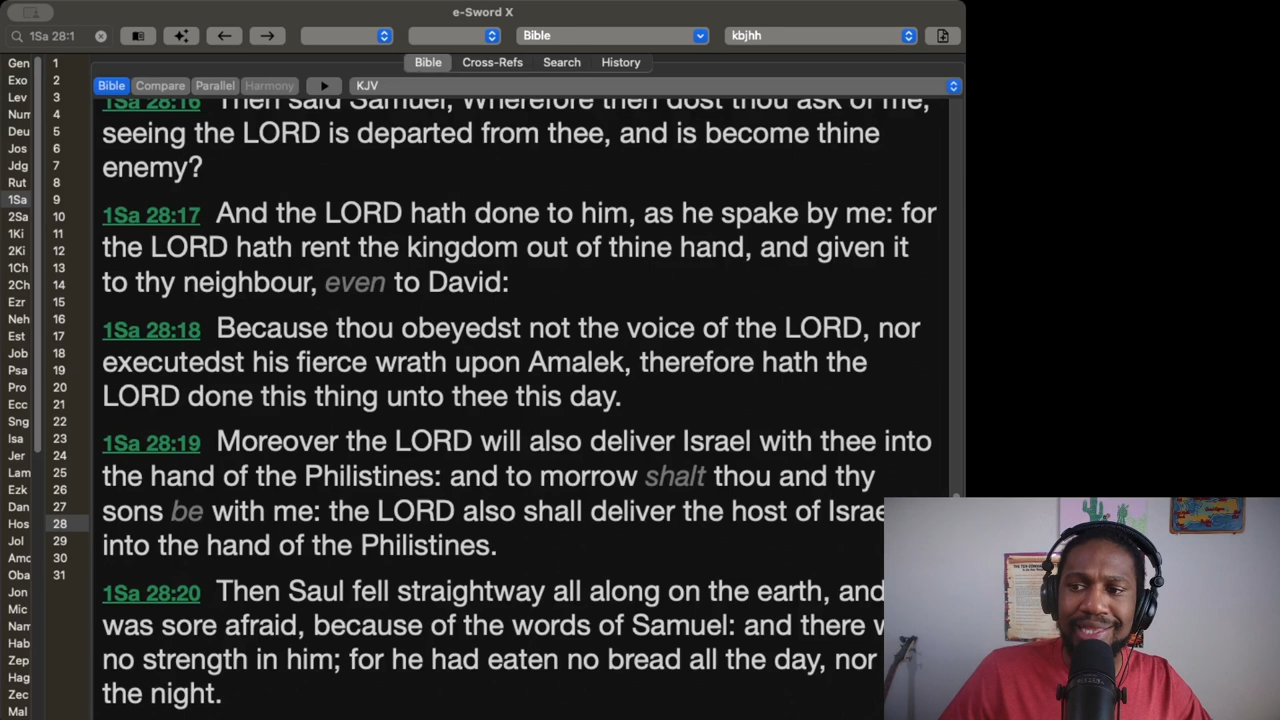 e-Sword X
1Sa 28:1
Bible
kbjhh
Bible Cross-Refs Search History
Bible Compare Parallel Harmony
KJV
Gen
Exo
Lev
Num
Deu
Jos
Jdg
Rut
1Sa
2Sa
1Ki
2Ki
1Ch
2Ch
Ezr
Neh
Est
Job
Psa
Pro
Ecc
Sng
Isa
Jer
Lam
Ezk
Dan
Hos
Jol
Amo
Oba
Jon
Mic
Nam
Hab
Zep
Hag
Zec
Mal
1
2
3
4
5
6
7
8
9
10
11
12
13
14
15
16
17
18
19
20
21
22
23
24
25
26
27
28
29
30
31
1Sa 28:16 Then said Samuel, Wherefore then dost thou ask of me,
seeing the LORD is departed from thee, and is become thine
enemy?
1Sa 28:17 And the LORD hath done to him, as he spake by me: for
the LORD hath rent the kingdom out of thine hand, and given it
to thy neighbour, even to David:
1Sa 28:18 Because thou obeyedst not the voice of the LORD, nor
executedst his fierce wrath upon Amalek, therefore hath the
LORD done this thing unto thee this day.
1Sa 28:19 Moreover the LORD will also deliver Israel with thee into
the hand of the Philistines: and to morrow shalt thou and thy
sons be with me: the LORD also shall deliver the host of Israe
into the hand of the Philistines.
1Sa 28:20 Then Saul fell straightway all along on the earth, and
was sore afraid, because of the words of Samuel: and there w
no strength in him; for he had eaten no bread all the day, nor
the night.